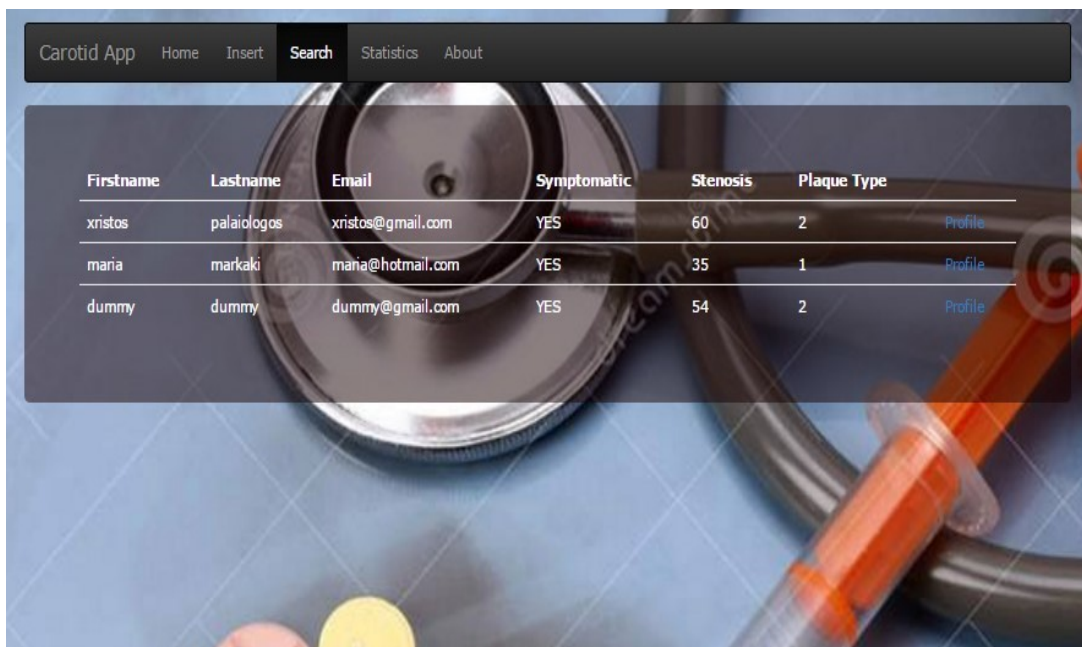 Carotid App Home Insert Search Statistics About
Firstname Lastname Email Symptomatic Stenosis Plaque Type
xristos palaiologos xristos@gmail.com YES 60 2 Profile
maria markaki maria@hotmail.com YES 35 1 Profile
dummy dummy dummy@gmail.com YES 54 2 Profile